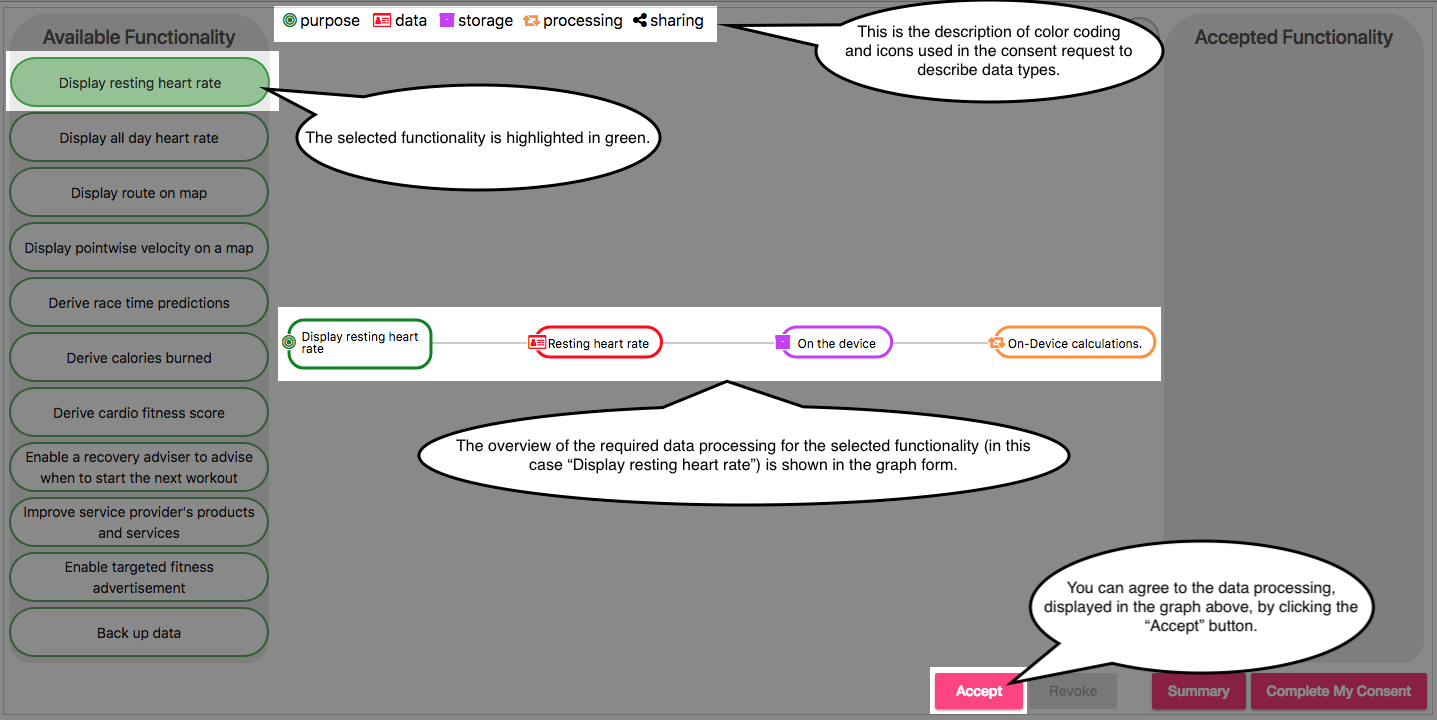 purpose data storage processing sharing
This is the description of color coding
and icons used in the consent request to
describe data types.
Available Functionality
Accepted Functionality
Display resting heart rate
The selected functionality is highlighted in green.
Display all day heart rate
Display route on map
Display pointwise velocity on a map
Derive race time predictions
Derive calories burned
Derive cardio fitness score
Enable a recovery adviser to advise
when to start the next workout
Improve service provider's products
and services
Enable targeted fitness
advertisement
Back up data
Display resting heart
rate
Resting heart rate
On the device
On-Device calculations.
The overview of the required data processing for the selected functionality (in this
case “Display resting heart rate”) is shown in the graph form.
You can agree to the data processing,
displayed in the graph above, by clicking the
“Accept” button.
Accept
Revoke
Summary
Complete My Consent